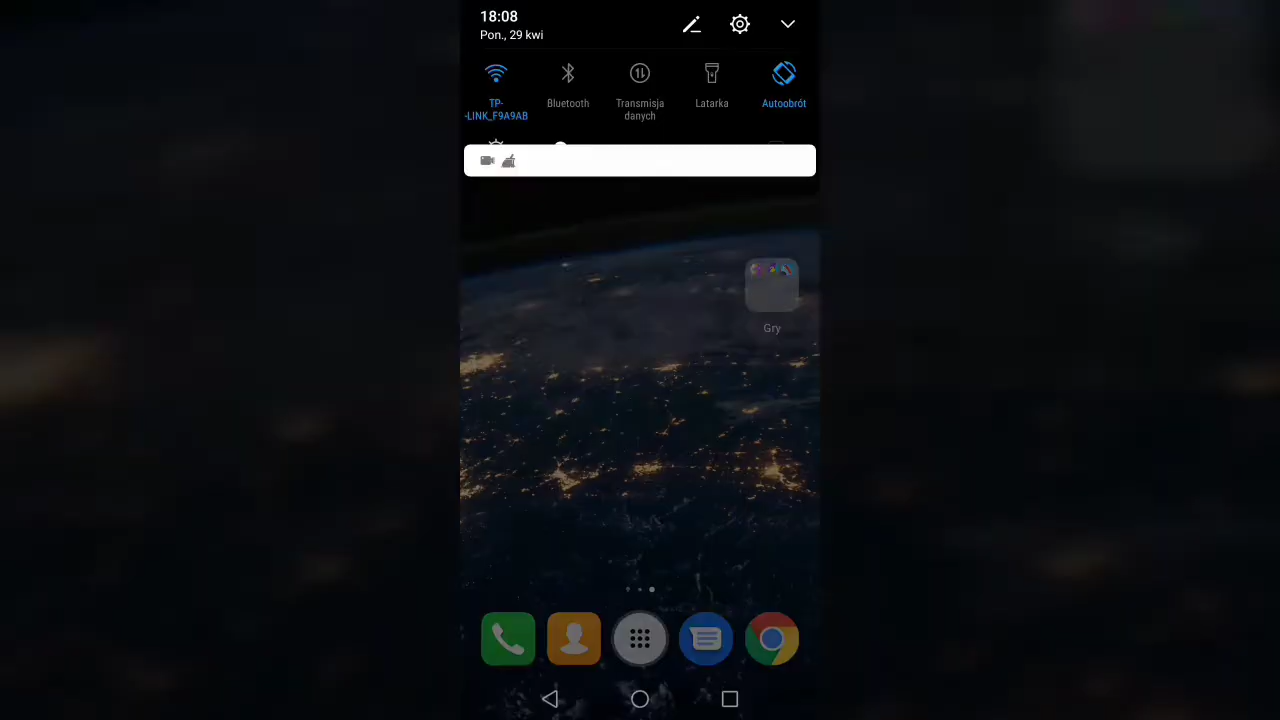 18:08
Pon., 29 kwi
TP-
-LINK_F9A9AB
Bluetooth
Transmisja
danych
Latarka
Autoobrót
Gry